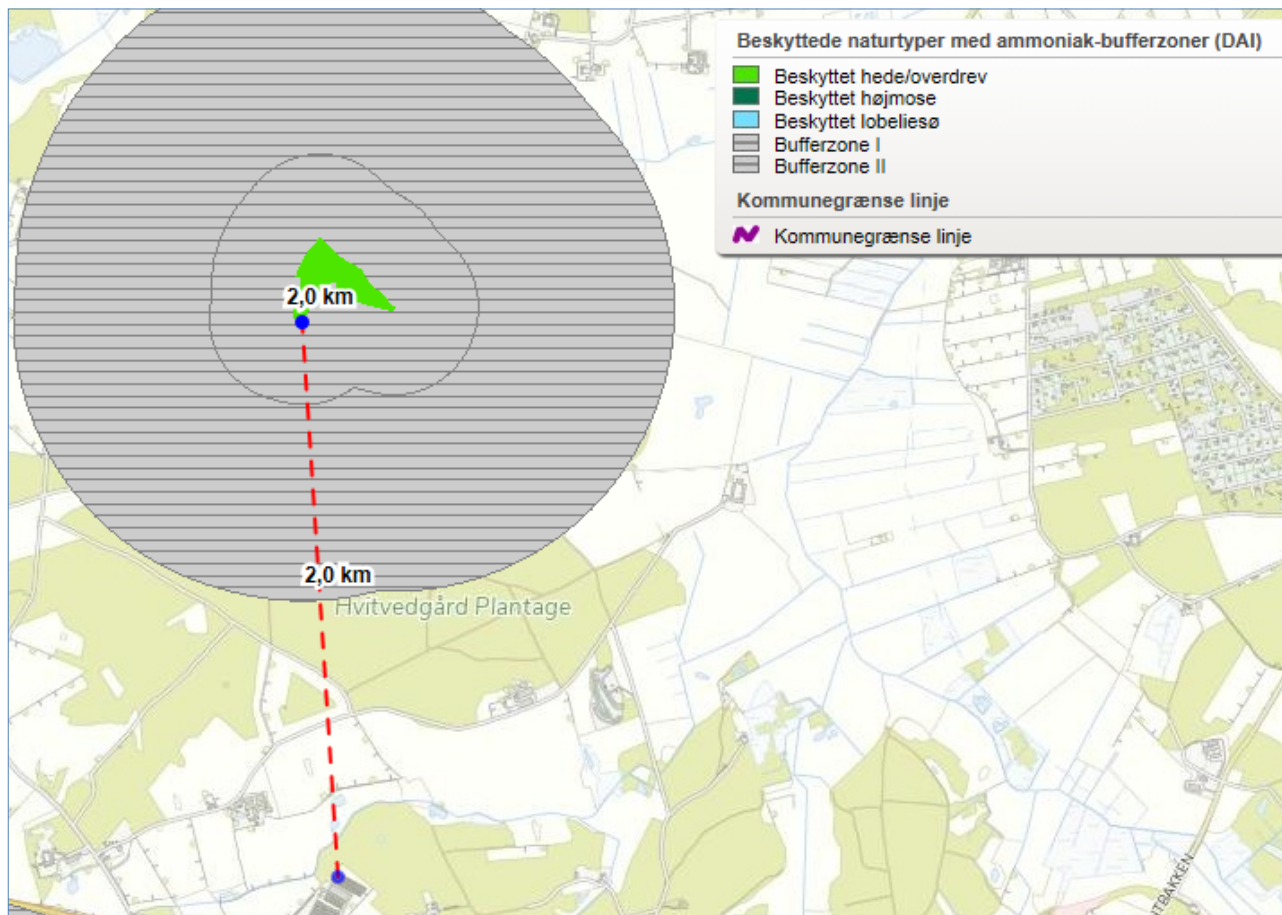 Beskyttede naturtyper med ammoniak-bufferzoner (DAI)
Beskyttet hede/overdrev
Beskyttet højmose
Beskyttet lobeliesø
Bufferzone I
Bufferzone II
Kommunegrænse linje
Kommunegrænse linje
2,0 km
2,0 km
Hvitvedgård Plantage